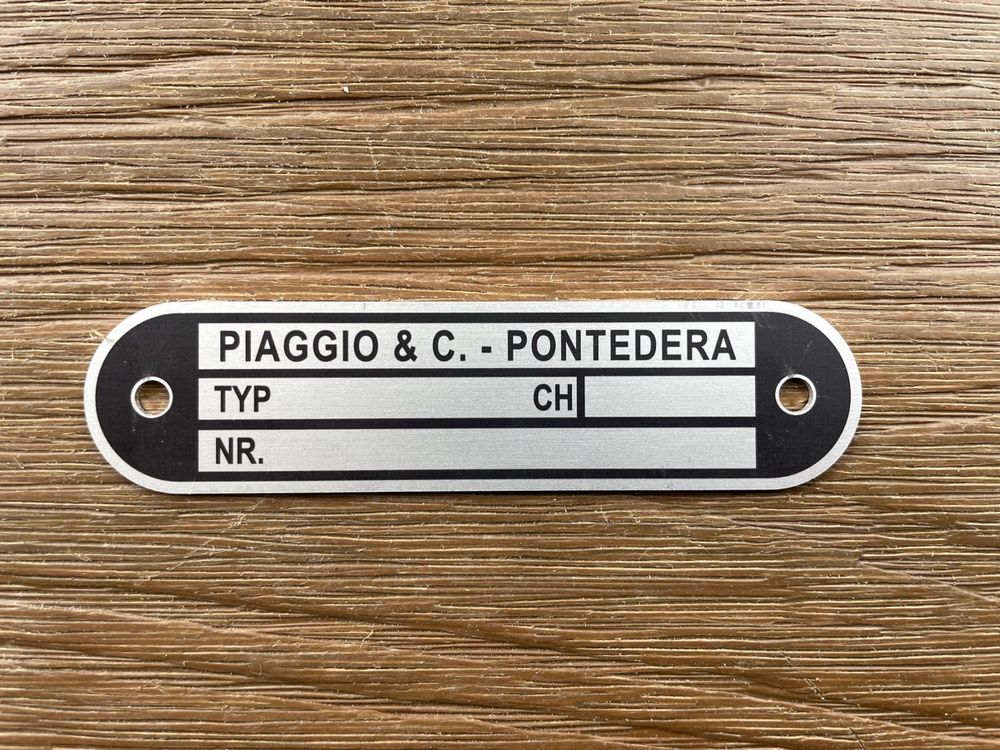 PIAGGIO & C. - PONTEDERA
TYP CH
NR.